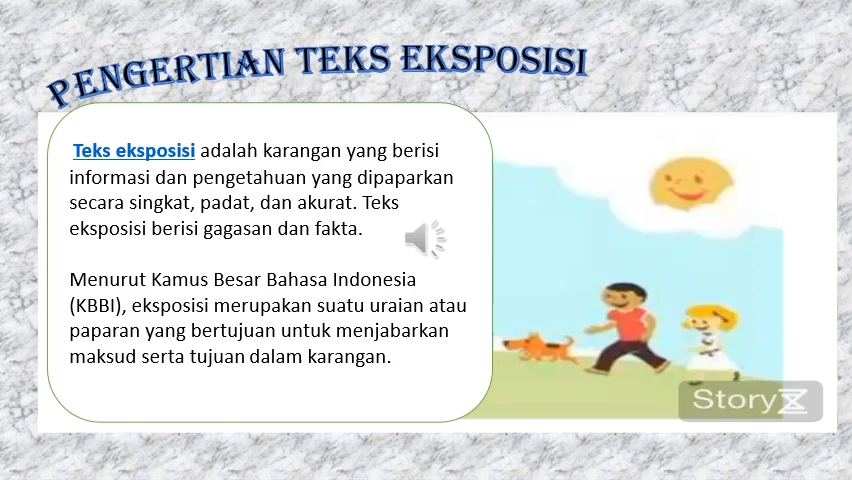 PENGERTIAN TEKS EKSPOSISI
Teks eksposisi adalah karangan yang berisi
informasi dan pengetahuan yang dipaparkan
secara singkat, padat, dan akurat. Teks
eksposisi berisi gagasan dan fakta.
Menurut Kamus Besar Bahasa Indonesia
(KBBI), eksposisi merupakan suatu uraian atau
paparan yang bertujuan untuk menjabarkan
maksud serta tujuan dalam karangan.
StoryZ